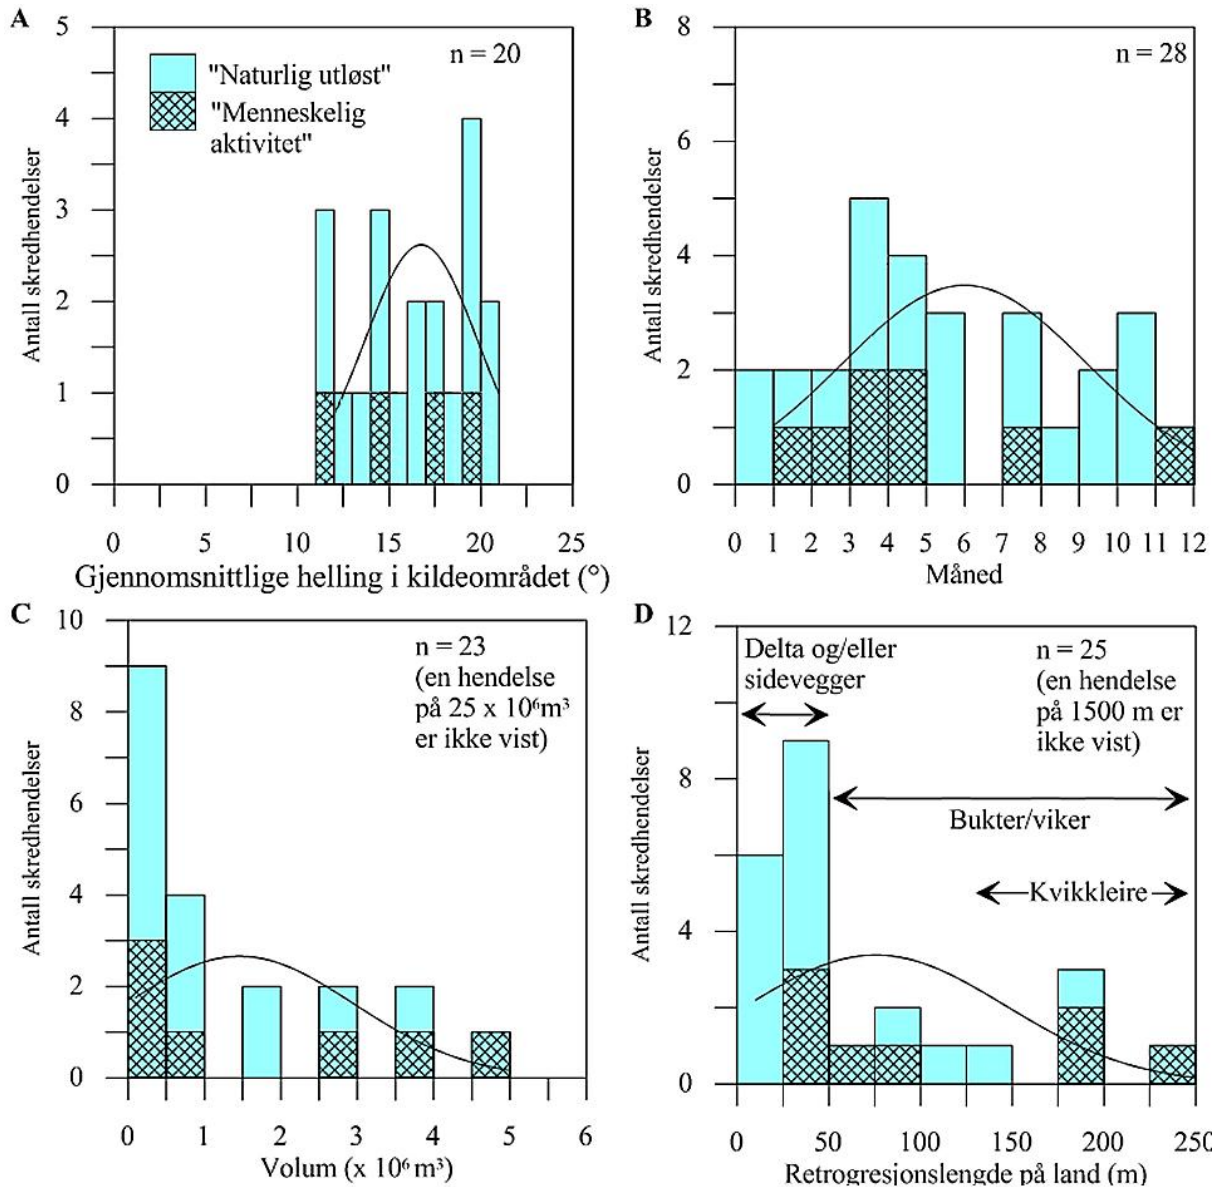 A
5
4
3
2
1
0
Antall skredhendelser
"Naturlig utløst"
"Menneskelig
aktivitet"
n = 20
0 5 10 15 20 25
Gjennomsnittlige helling i kildeområdet (°)
B
8
6
4
2
0
Antall skredhendelser
n = 28
0 1 2 3 4 5 6 7 8 9 10 11 12
Måned
C
10
8
6
4
2
0
Antall skredhendelser
n = 23
(en hendelse
på 25 x 10⁶m³
er ikke vist)
0 1 2 3 4 5 6
Volum (x 10⁶ m³)
D
12
8
4
0
Antall skredhendelser
Delta og/eller
sidevegger
n = 25
(en hendelse
på 1500 m er
ikke vist)
Bukter/viker
Kvikkleire
0 50 100 150 200 250
Retrogresjonslengde på land (m)